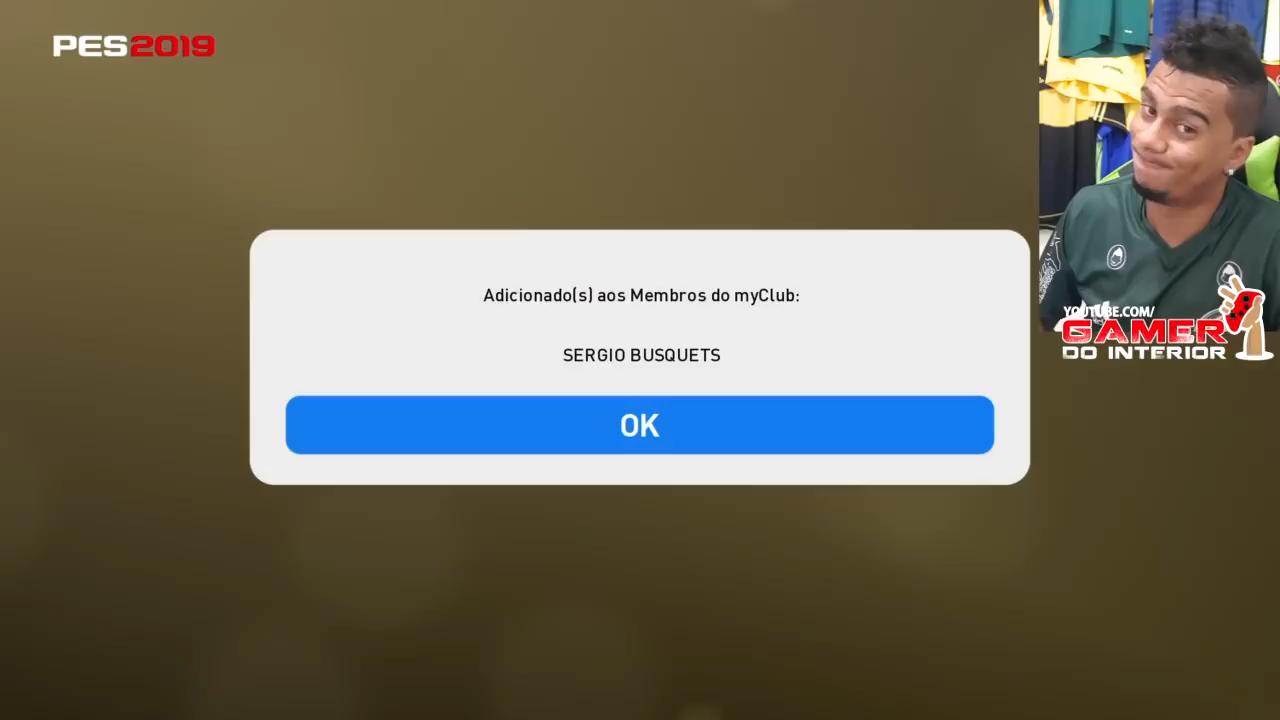 PES2019
Adicionado(s) aos Membros do myClub:
SERGIO BUSQUETS
OK
YOUTUBE.COM/
GAMER
DO INTERIOR